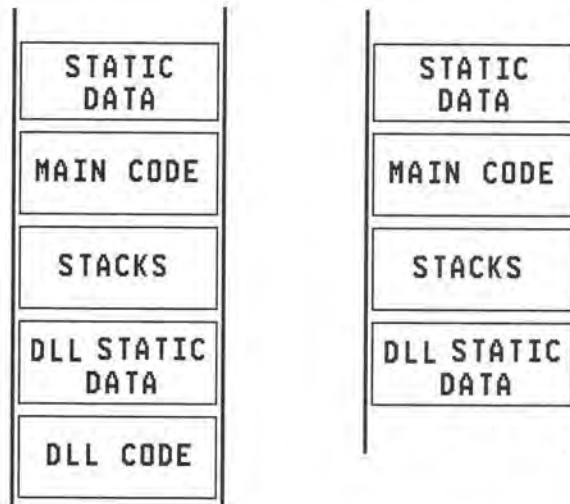 STATIC
DATA
MAIN CODE
STACKS
DLL STATIC
DATA
DLL CODE
STATIC
DATA
MAIN CODE
STACKS
DLL STATIC
DATA